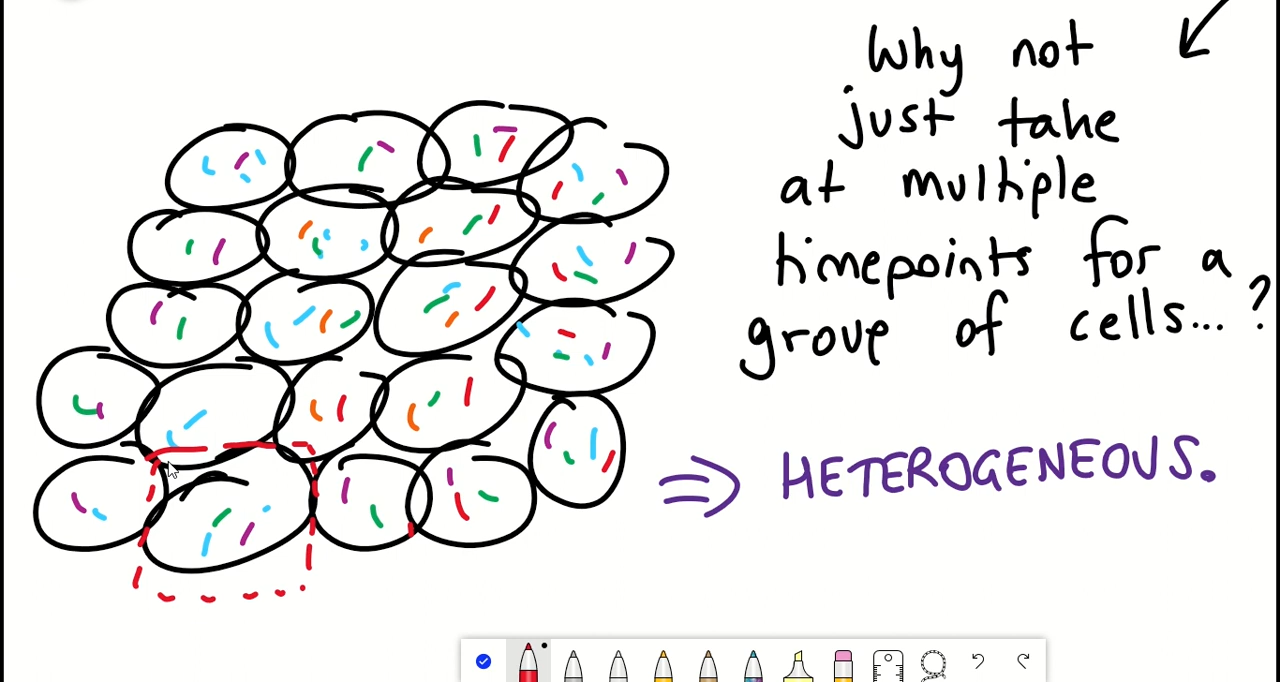 Why not
just take
at multiple
timepoints for a
group of cells...?
⇒ HETEROGENEOUS.